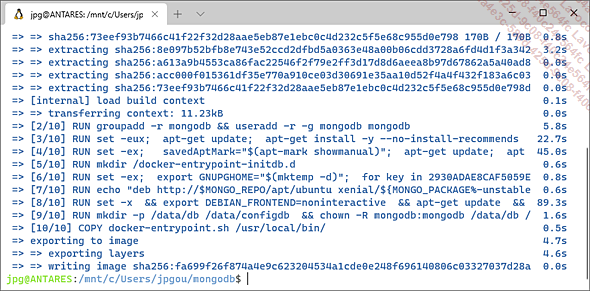 jpg@ANTARES: /mnt/c/Users/jp
=> => sha256:73eef93b7466c41f22f32d28aae5eb87e1ebc0c4d232c5f5e68c955d0e798 170B / 170B 0.8s
=> => extracting sha256:8e097b52bfb8e743e52ccd2dfbd5a0363e48a00b06cdd3728a6fd4d1f3a342 3.2s
=> => extracting sha256:a613a9b4553ca86fac22546f2f79e2ff3d17d8d6aeea8b97d67862a5a40ad8 0.0s
=> => extracting sha256:acc000f015361df35e770a910ce03d30691e35aa10d52f4a4f432f183a6c03 0.0s
=> => extracting sha256:73eef93b7466c41f22f32d28aae5eb87e1ebc0c4d232c5f5e68c955d0e798d 0.0s
=> [internal] load build context 0.1s
=> => transferring context: 11.23kB 0.0s
=> [2/10] RUN groupadd -r mongodb && useradd -r -g mongodb mongodb 5.8s
=> [3/10] RUN set -eux; apt-get update; apt-get install -y --no-install-recommends 22.7s
=> [4/10] RUN set -ex; savedAptMark="$(apt-mark showmanual)"; apt-get update; apt 45.0s
=> [5/10] RUN mkdir /docker-entrypoint-initdb.d 0.6s
=> [6/10] RUN set -ex; export GNUPGHOME="$(mktemp -d)"; for key in 2930ADAE8CAF5059E 0.8s
=> [7/10] RUN echo "deb http://$MONGO_REPO/apt/ubuntu xenial/${MONGO_PACKAGE%-unstable 0.6s
=> [8/10] RUN set -x && export DEBIAN_FRONTEND=noninteractive && apt-get update && 89.3s
=> [9/10] RUN mkdir -p /data/db /data/configdb && chown -R mongodb:mongodb /data/db / 1.6s
=> [10/10] COPY docker-entrypoint.sh /usr/local/bin/ 0.5s
=> exporting to image 4.7s
=> => exporting layers 4.6s
=> => writing image sha256:fa699f26f874a4e9c623204534a1cde0e248f696140806c03327037d28a 0.0s
jpg@ANTARES:/mnt/c/Users/jpgou/mongodb$